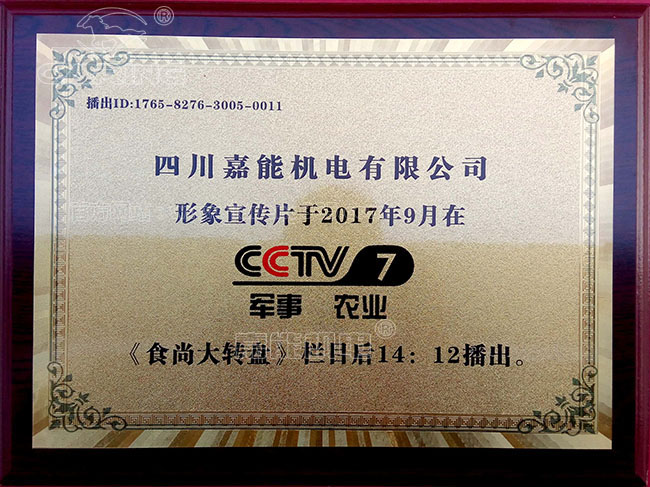 播出ID:1765-8276-3005-0011
四川嘉能机电有限公司
形象宣传片于2017年9月在
CCTV 7
军事 农业
《食尚大转盘》栏目后14：12播出。